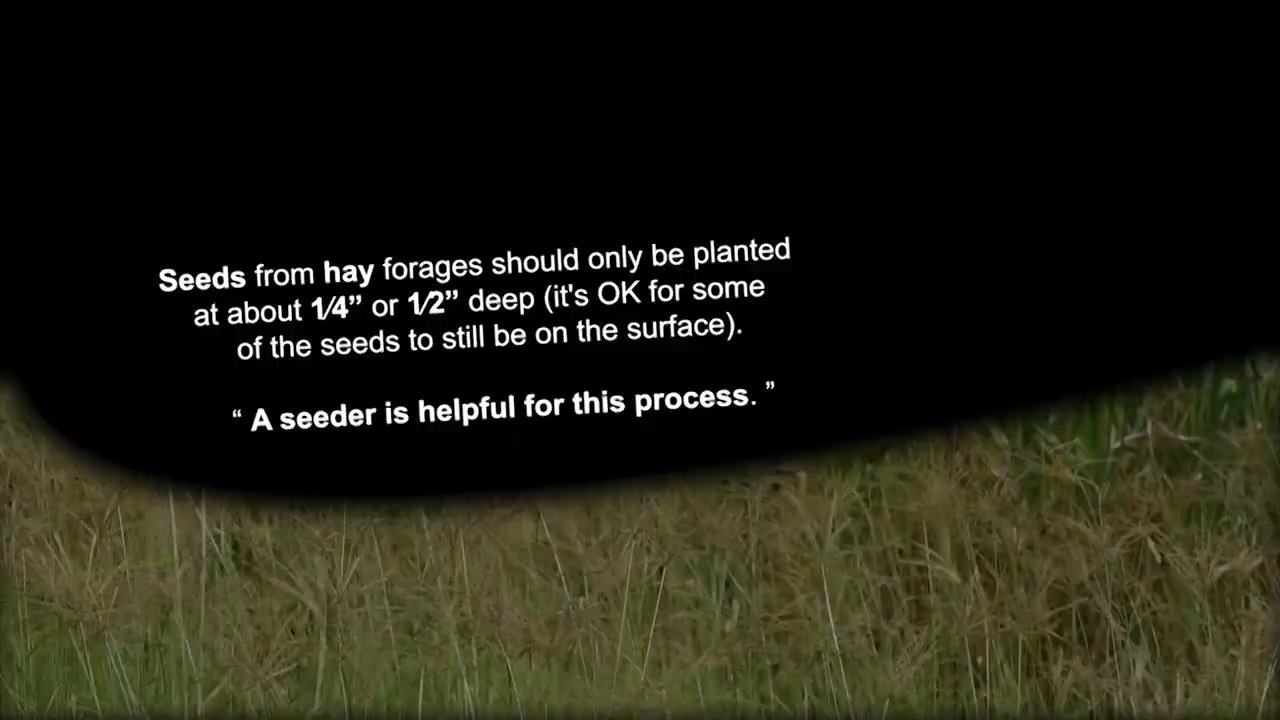 Seeds from hay forages should only be planted
at about 1/4” or 1/2” deep (it's OK for some
of the seeds to still be on the surface).
“ A seeder is helpful for this process. ”